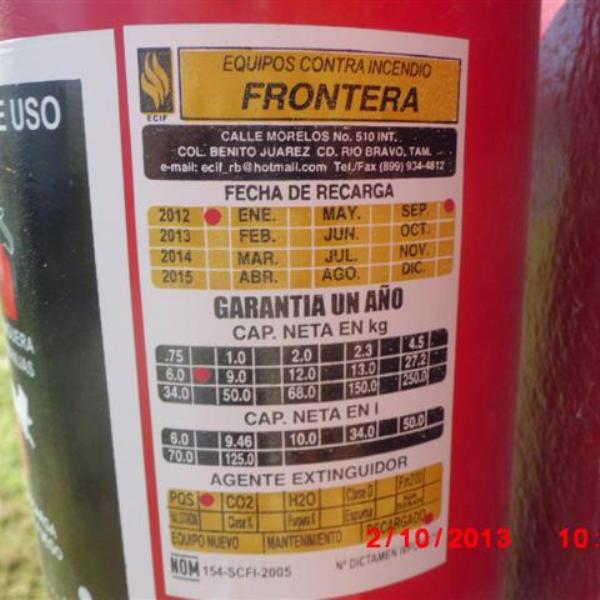 E USO
ECIF
EQUIPOS CONTRA INCENDIO
FRONTERA
CALLE MORELOS No. 510 INT.
COL. BENITO JUAREZ CD. RIO BRAVO, TAM.
e-mail: ecif_rb@hotmail.com Tel./Fax (899) 934-4812
FECHA DE RECARGA
2012 ENE. MAY. SEP.
2013 FEB. JUN. OCT.
2014 MAR. JUL. NOV.
2015 ABR. AGO. DIC.
GARANTIA UN AÑO
CAP. NETA EN kg
.75 1.0 2.0 2.3 4.5
6.0 9.0 12.0 13.0 27.2
34.0 50.0 68.0 150.0 250.0
CAP. NETA EN l
6.0 9.46 10.0 34.0 50.0
70.0 125.0
AGENTE EXTINGUIDOR
PQS CO2 H2O Clase D
Clase K Espuma
EQUIPO NUEVO MANTENIMIENTO RECARGADO
NOM 154-SCFI-2005
N° DICTAMEN
2/10/2013 10